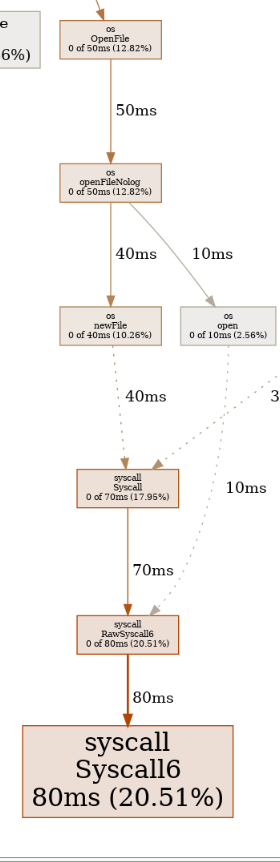 e
6%)
os
OpenFile
0 of 50ms (12.82%)
50ms
os
openFileNolog
0 of 50ms (12.82%)
40ms
10ms
os
newFile
0 of 40ms (10.26%)
os
open
0 of 10ms (2.56%)
40ms
3
syscall
Syscall
0 of 70ms (17.95%)
10ms
70ms
syscall
RawSyscall6
0 of 80ms (20.51%)
80ms
syscall
Syscall6
80ms (20.51%)